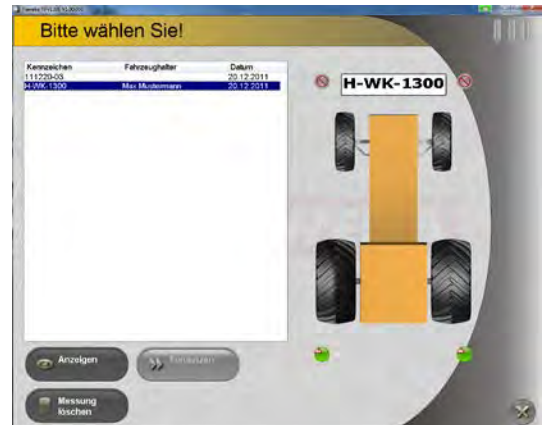 Bitte wählen Sie!
Kennzeichen Fahrzeughalter Datum
111220-03 20.12.2011
H-WK-1300 Max Mustermann 20.12.2011
H-WK-1300
Anzeigen
Messung
löschen